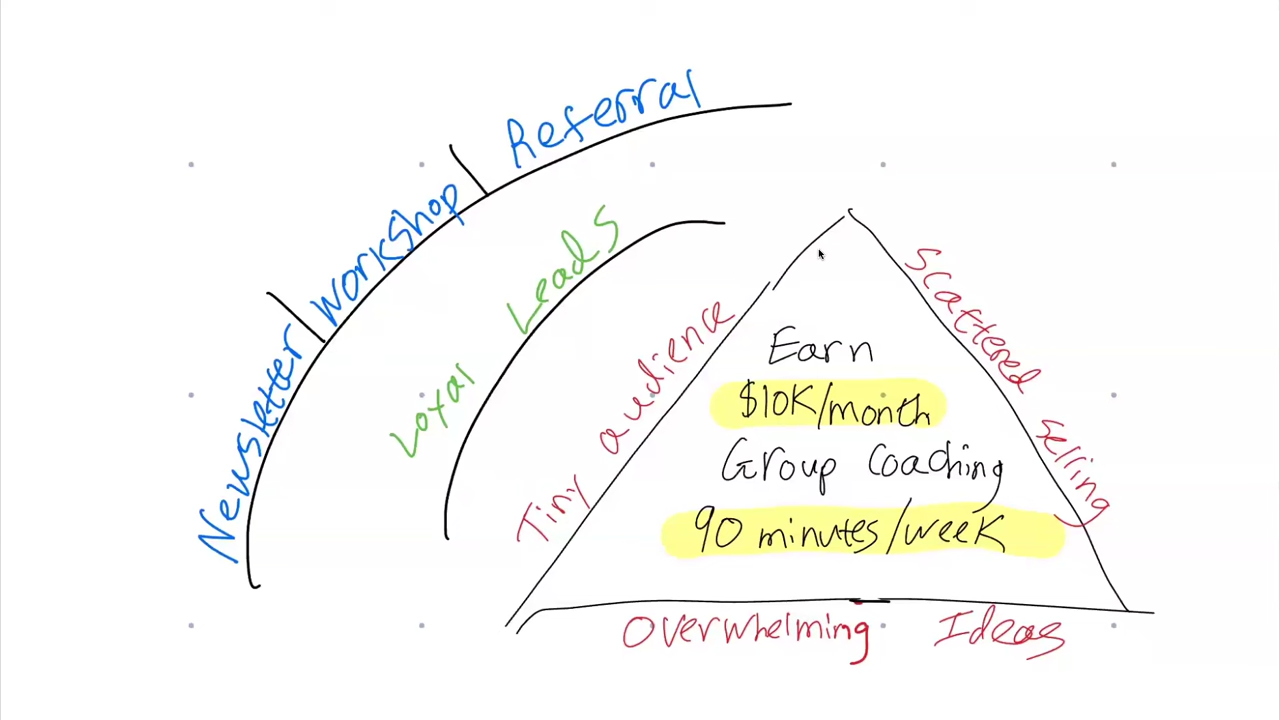 Referral
Workshop
Newsletter
Loyal Leads
Tiny audience
Scattered Selling
Earn
$10K/month
Group Coaching
90 minutes/week
Overwhelming Ideas